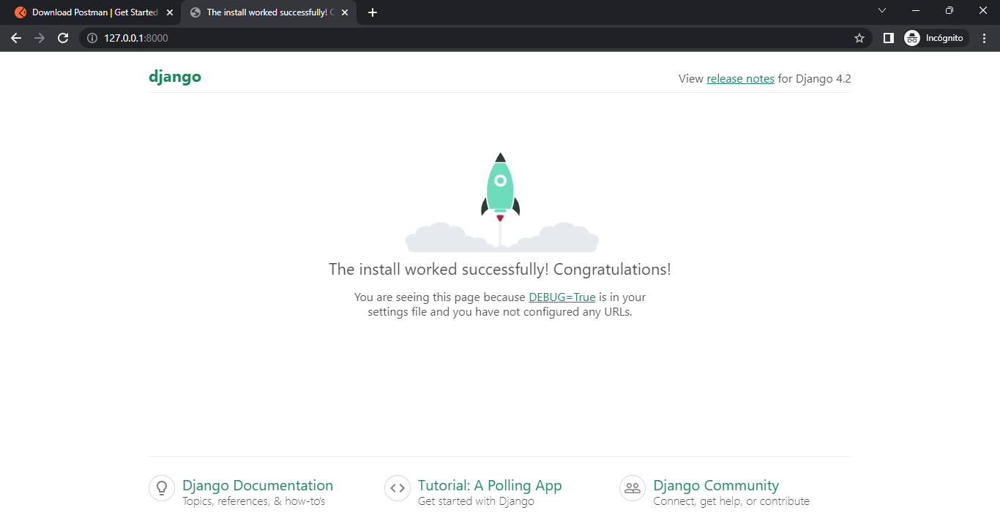 Download Postman | Get Started
The install worked successfully! C
127.0.0.1:8000
Incógnito
django
View release notes for Django 4.2
The install worked successfully! Congratulations!
You are seeing this page because DEBUG=True is in your
settings file and you have not configured any URLs.
Django Documentation
Topics, references, & how-to's
Tutorial: A Polling App
Get started with Django
Django Community
Connect, get help, or contribute